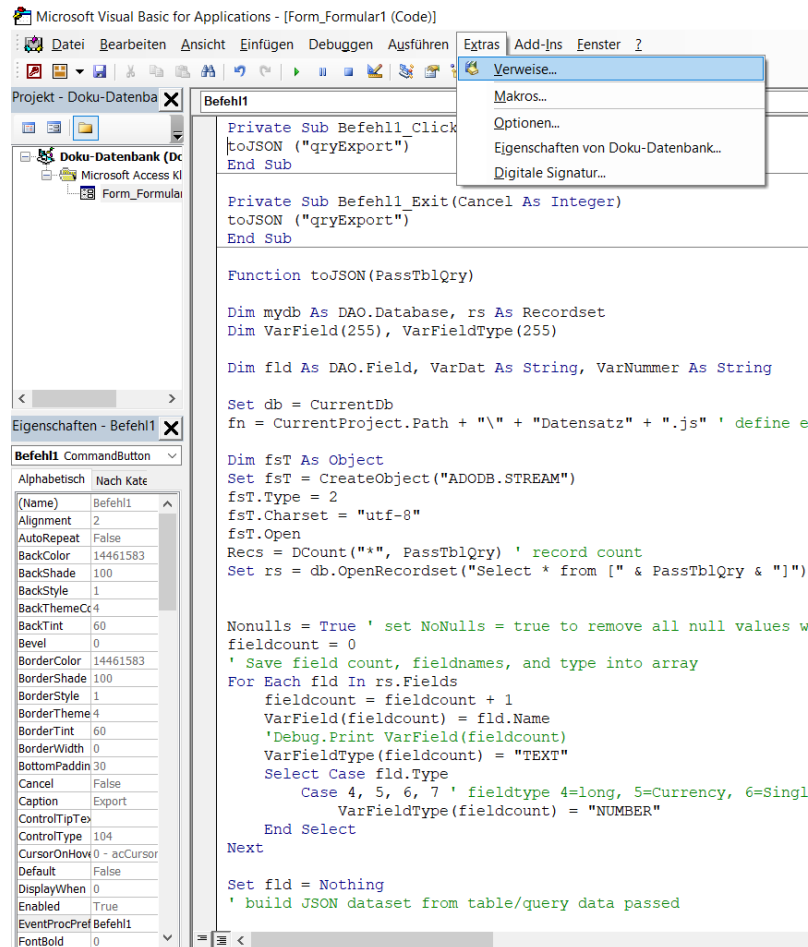 Microsoft Visual Basic for Applications - [Form_Formular1 (Code)]
Datei Bearbeiten Ansicht Einfügen Debuggen Ausführen Extras Add-Ins Fenster ?
Verweise...
Makros...
Optionen...
Eigenschaften von Doku-Datenbank...
Digitale Signatur...
Projekt - Doku-Datenba
Doku-Datenbank (Do
Microsoft Access Kl
Form_Formular
Befehl1
Private Sub Befehl1_Click
toJSON ("qryExport")
End Sub
Private Sub Befehl1_Exit(Cancel As Integer)
toJSON ("qryExport")
End Sub
Function toJSON(PassTblQry)
Dim mydb As DAO.Database, rs As Recordset
Dim VarField(255), VarFieldType(255)
Dim fld As DAO.Field, VarDat As String, VarNummer As String
Set db = CurrentDb
fn = CurrentProject.Path + "\" + "Datensatz" + ".js" ' define e
Dim fsT As Object
Set fsT = CreateObject("ADODB.STREAM")
fsT.Type = 2
fsT.Charset = "utf-8"
fsT.Open
Recs = DCount("*", PassTblQry) ' record count
Set rs = db.OpenRecordset("Select * from [" & PassTblQry & "]")
Nonulls = True ' set NoNulls = true to remove all null values w
fieldcount = 0
' Save field count, fieldnames, and type into array
For Each fld In rs.Fields
fieldcount = fieldcount + 1
VarField(fieldcount) = fld.Name
'Debug.Print VarField(fieldcount)
VarFieldType(fieldcount) = "TEXT"
Select Case fld.Type
Case 4, 5, 6, 7 ' fieldtype 4=long, 5=Currency, 6=Singl
VarFieldType(fieldcount) = "NUMBER"
End Select
Next
Set fld = Nothing
' build JSON dataset from table/query data passed
Eigenschaften - Befehl1
Befehl1 CommandButton
Alphabetisch Nach Kate
(Name) Befehl1
Alignment 2
AutoRepeat False
BackColor 14461583
BackShade 100
BackStyle 1
BackThemeCo 4
BackTint 60
Bevel 0
BorderColor 14461583
BorderShade 100
BorderStyle 1
BorderTheme 4
BorderTint 60
BorderWidth 0
BottomPaddin 30
Cancel False
Caption Export
ControlTipTex
ControlType 104
CursorOnHove 0 - acCursor
Default False
DisplayWhen 0
Enabled True
EventProcPref Befehl1
FontBold 0